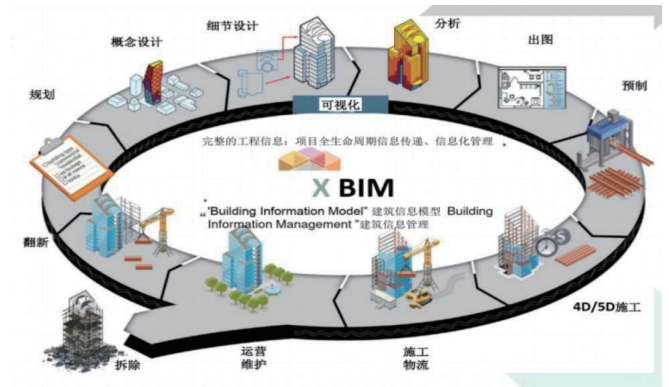 细节设计
分析
出图
概念设计
规划
预制
可视化
完整的工程信息：项目全生命周期信息传递、信息化管理 。
X BIM
"Building Information Model" 建筑信息模型 Building
Information Management "建筑信息管理
翻新
4D/5D施工
拆除
运营
维护
施工
物流